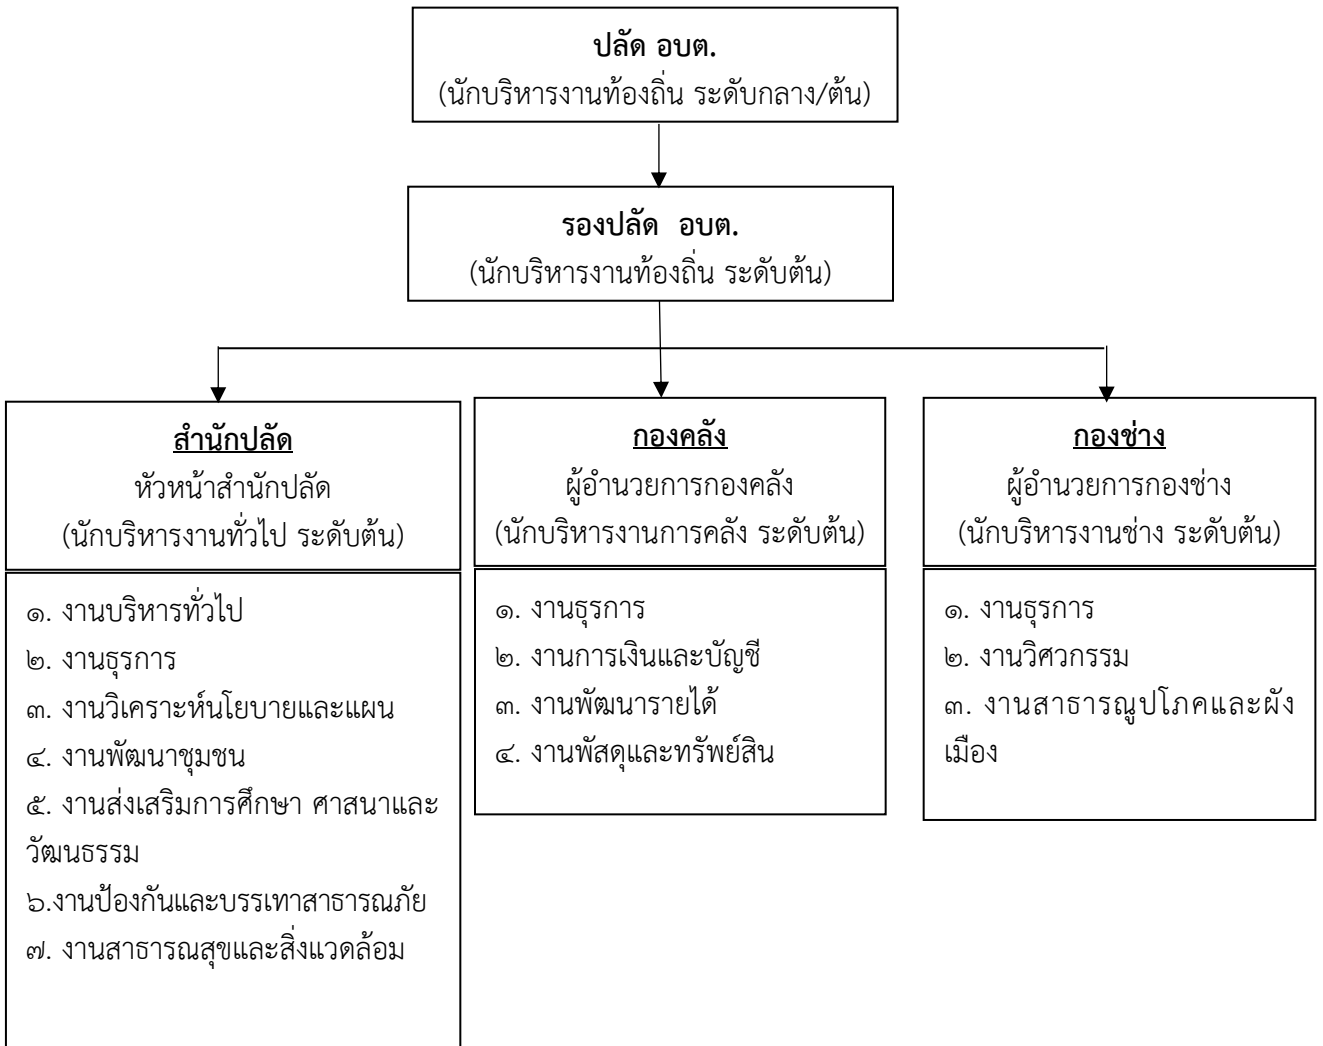 ปลัด อบต.
(นักบริหารงานท้องถิ่น ระดับกลาง/ต้น)
รองปลัด  อบต.
(นักบริหารงานท้องถิ่น ระดับต้น)
สำนักปลัด
หัวหน้าสำนักปลัด
(นักบริหารงานทั่วไป ระดับต้น)
๑. งานบริหารทั่วไป
๒. งานธุรการ
๓. งานวิเคราะห์นโยบายและแผน
๔. งานพัฒนาชุมชน
๕. งานส่งเสริมการศึกษา ศาสนาและ
วัฒนธรรม
๖.งานป้องกันและบรรเทาสาธารณภัย
๗. งานสาธารณสุขและสิ่งแวดล้อม
กองคลัง
ผู้อำนวยการกองคลัง
(นักบริหารงานการคลัง ระดับต้น)
๑. งานธุรการ
๒. งานการเงินและบัญชี
๓. งานพัฒนารายได้
๔. งานพัสดุและทรัพย์สิน
กองช่าง
ผู้อำนวยการกองช่าง
(นักบริหารงานช่าง ระดับต้น)
๑. งานธุรการ
๒. งานวิศวกรรม
๓. งานสาธารณูปโภคและผัง
เมือง